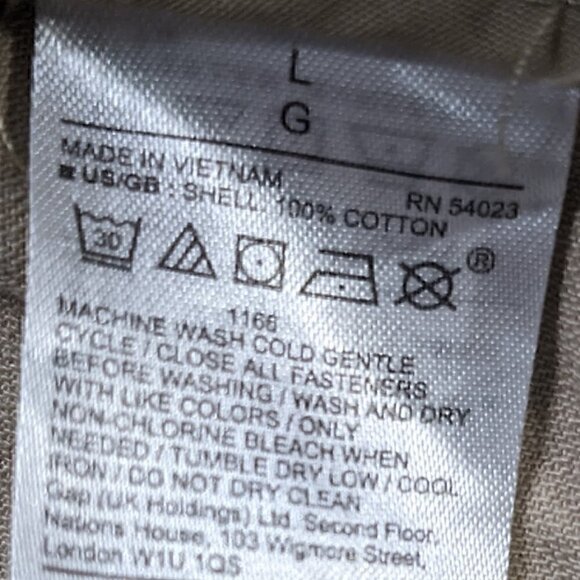 L
G
MADE IN VIETNAM RN 54023
US/GB : SHELL: 100% COTTON
30 ®
1166
MACHINE WASH COLD GENTLE
CYCLE / CLOSE ALL FASTENERS
BEFORE WASHING / WASH AND DRY
WITH LIKE COLORS / ONLY
NON-CHLORINE BLEACH WHEN
NEEDED / TUMBLE DRY LOW / COOL
IRON / DO NOT DRY CLEAN
Gap (UK Holdings) Ltd. Second Floor,
Nations House, 103 Wigmore Street,
London W1U 1QS